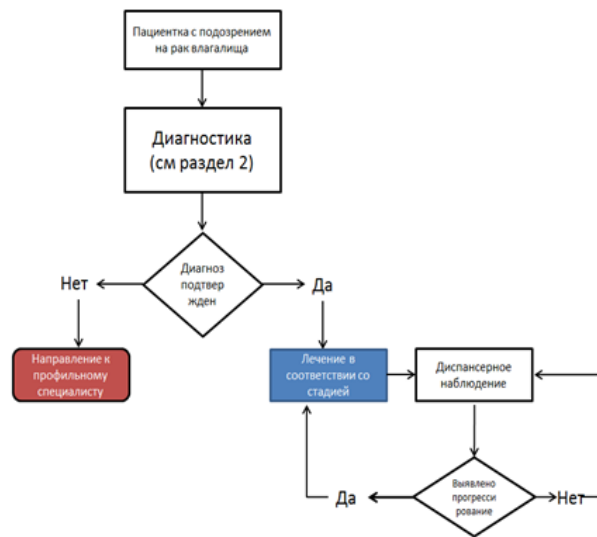 Пациентка с подозрением
на рак влагалища
Диагностика
(см раздел 2)
Диагноз
подтвер
жден
Нет
Да
Направление к
профильному
специалисту
Лечение в
соответствии со
стадией
Диспансерное
наблюдение
Выявлено
прогресси
рование
Да
Нет